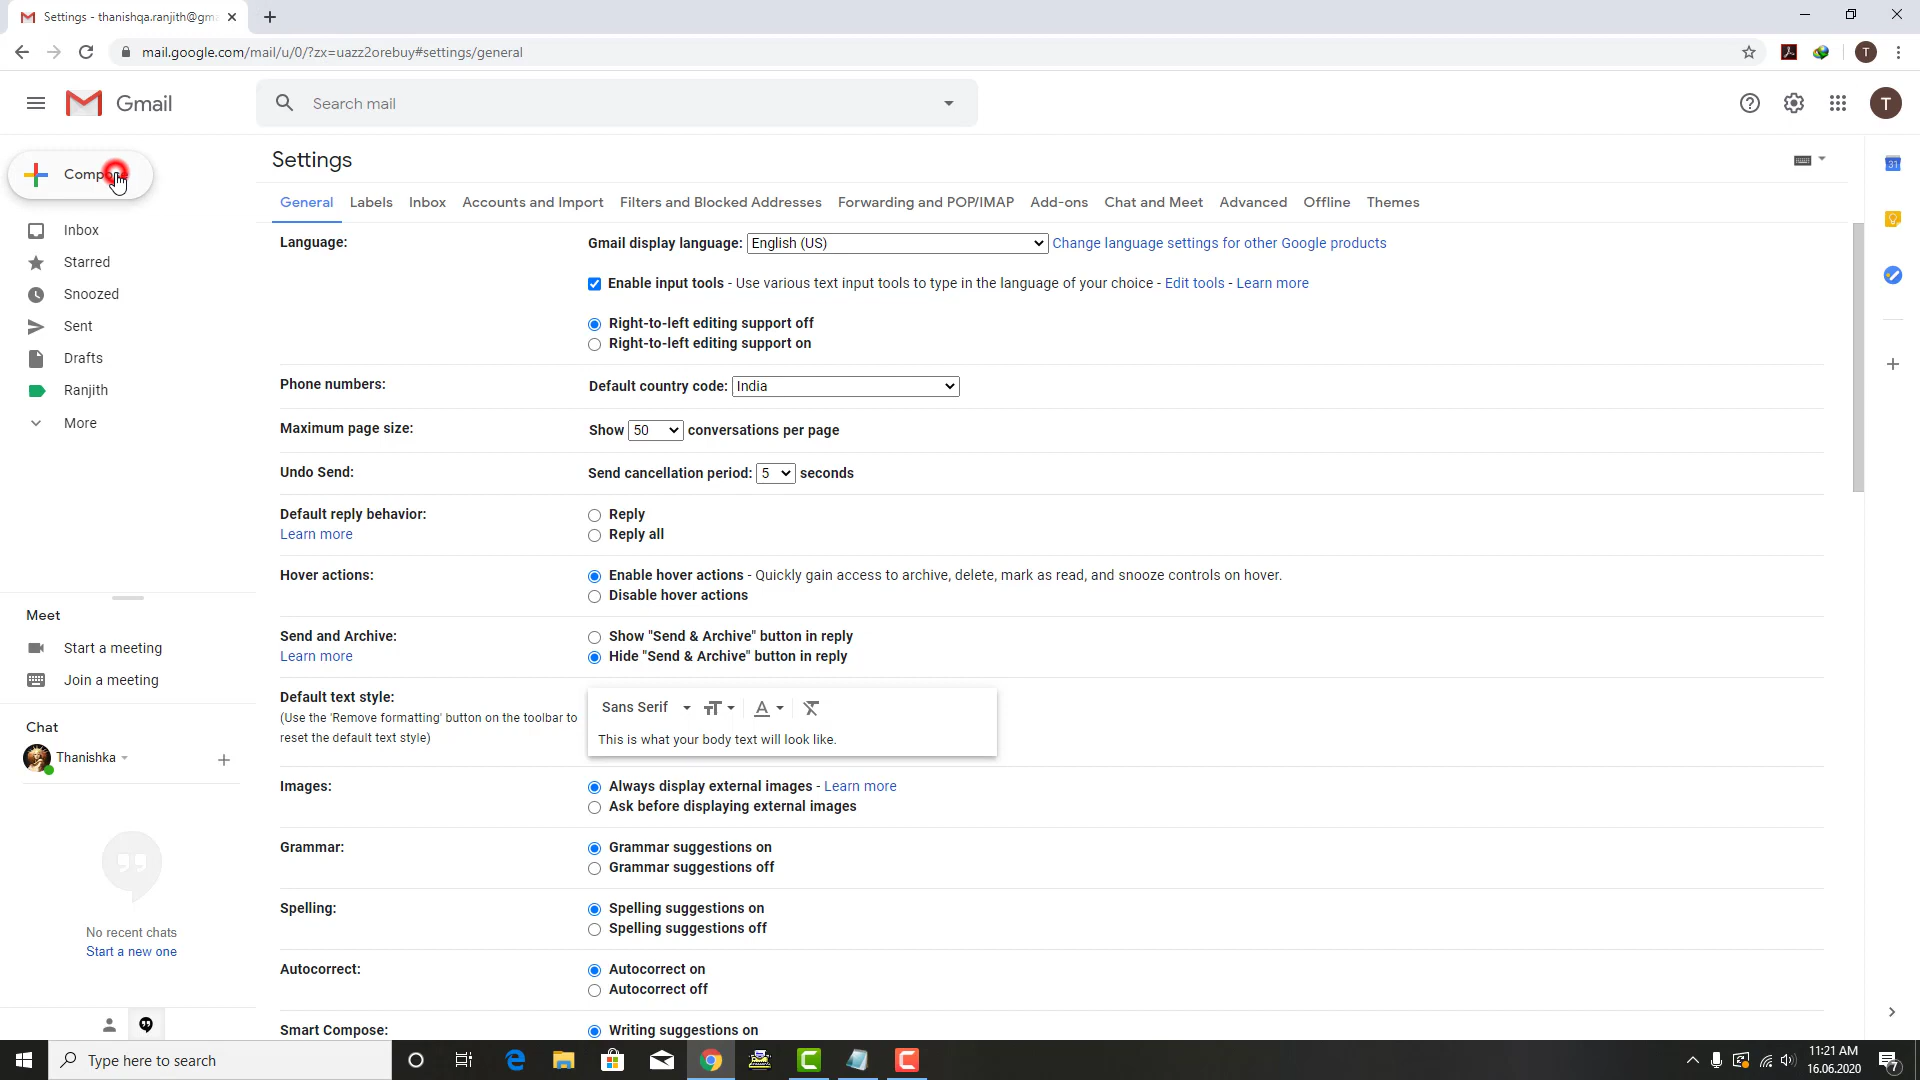 Settings - thanishqa.ranjith@gm
mail.google.com/mail/u/0/?zx=uazz2orebuy#settings/general
T
Gmail
Search mail
T
Compose
Inbox
Starred
Snoozed
Sent
Drafts
Ranjith
More
Meet
Start a meeting
Join a meeting
Chat
Thanishka
No recent chats
Start a new one
Settings
General Labels Inbox Accounts and Import Filters and Blocked Addresses Forwarding and POP/IMAP Add-ons Chat and Meet Advanced Offline Themes
Language:
Gmail display language: English (US) Change language settings for other Google products
Enable input tools - Use various text input tools to type in the language of your choice - Edit tools - Learn more
Right-to-left editing support off
Right-to-left editing support on
Phone numbers:
Default country code: India
Maximum page size:
Show 50 conversations per page
Undo Send:
Send cancellation period: 5 seconds
Default reply behavior:
Learn more
Reply
Reply all
Hover actions:
Enable hover actions - Quickly gain access to archive, delete, mark as read, and snooze controls on hover.
Disable hover actions
Send and Archive:
Learn more
Show "Send & Archive" button in reply
Hide "Send & Archive" button in reply
Default text style:
(Use the 'Remove formatting' button on the toolbar to
reset the default text style)
Sans Serif
This is what your body text will look like.
Images:
Always display external images - Learn more
Ask before displaying external images
Grammar:
Grammar suggestions on
Grammar suggestions off
Spelling:
Spelling suggestions on
Spelling suggestions off
Autocorrect:
Autocorrect on
Autocorrect off
Smart Compose:
Writing suggestions on
31
Type here to search
11:21 AM
16.06.2020
7